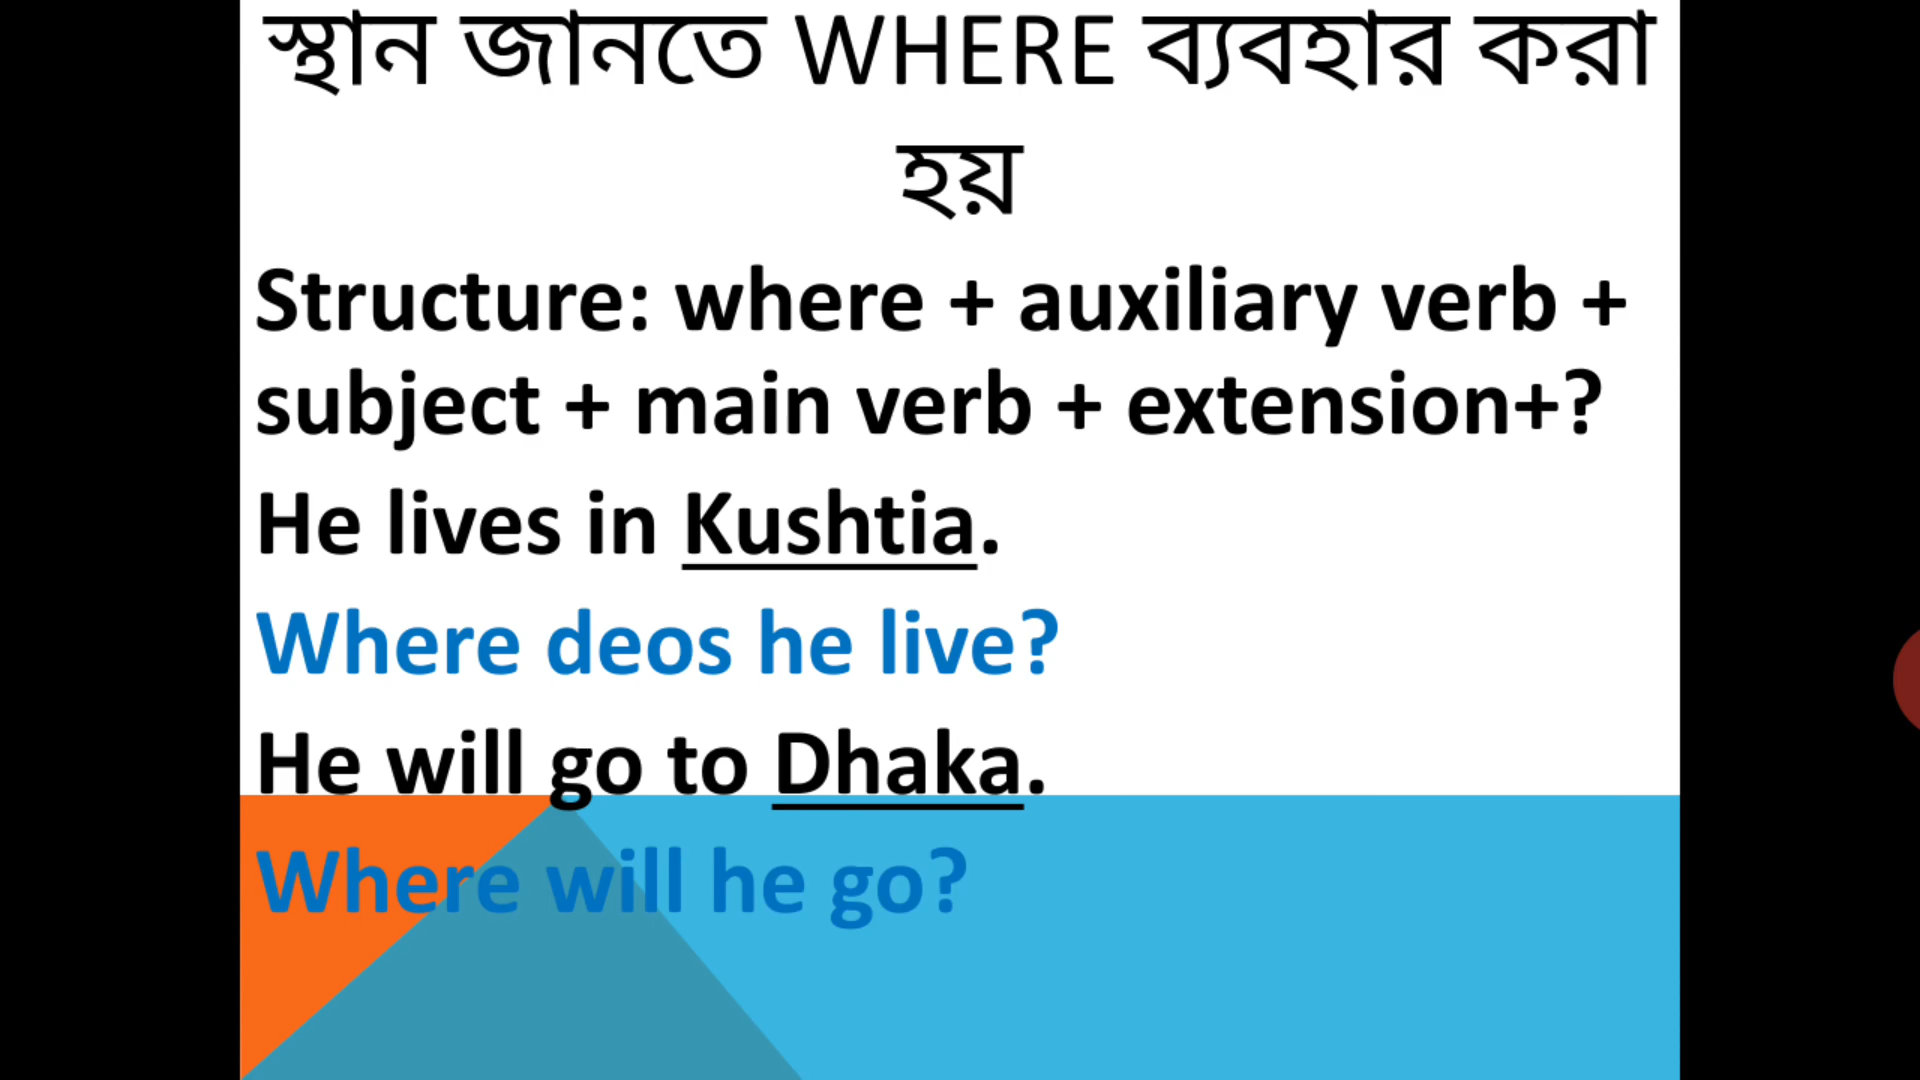 স্থান জানতে WHERE ব্যবহার করা
হয়
Structure: where + auxiliary verb +
subject + main verb + extension+?
He lives in Kushtia.
Where deos he live?
He will go to Dhaka.
Where will he go?